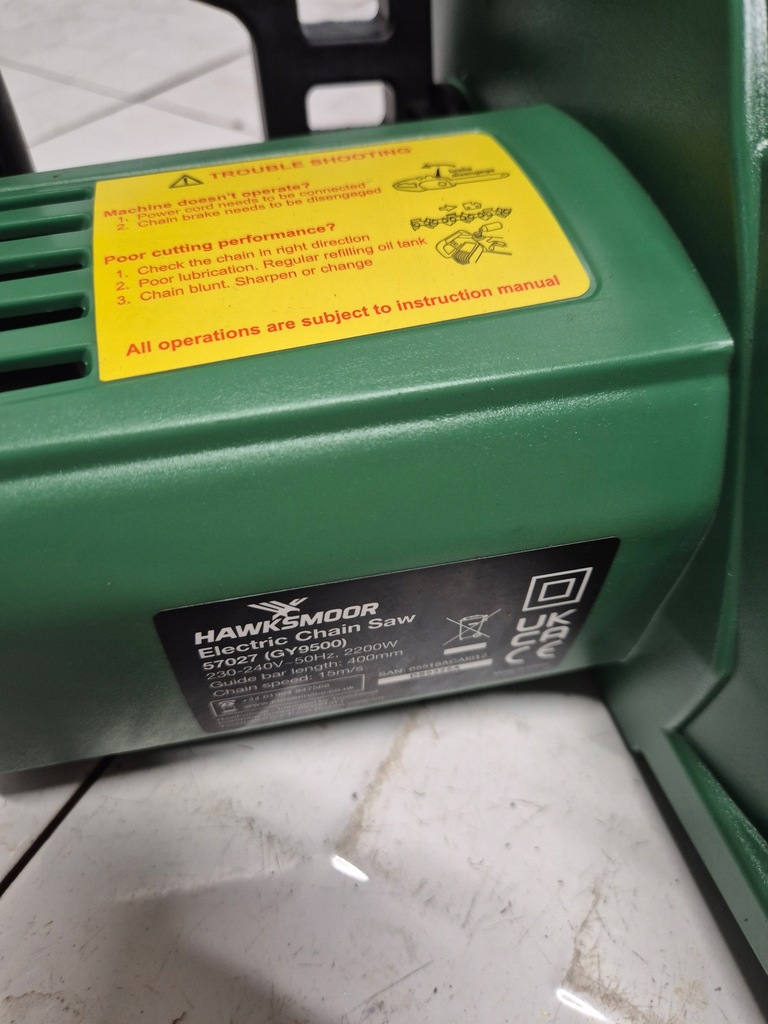 TROUBLE SHOOTING
Machine doesn't operate?
1. Power cord needs to be connected
2. Chain brake needs to be disengaged
Poor cutting performance?
1. Check the chain in right direction
2. Poor lubrication. Regular refilling oil tank
3. Chain blunt. Sharpen or change
disengage
All operations are subject to instruction manual
HAWKSMOOR
Electric Chain Saw
57027 (GY9500)
230-240V~50Hz, 2200W
Guide bar length: 400mm
Chain speed: 15m/s
SAN:
UK
CA
CE